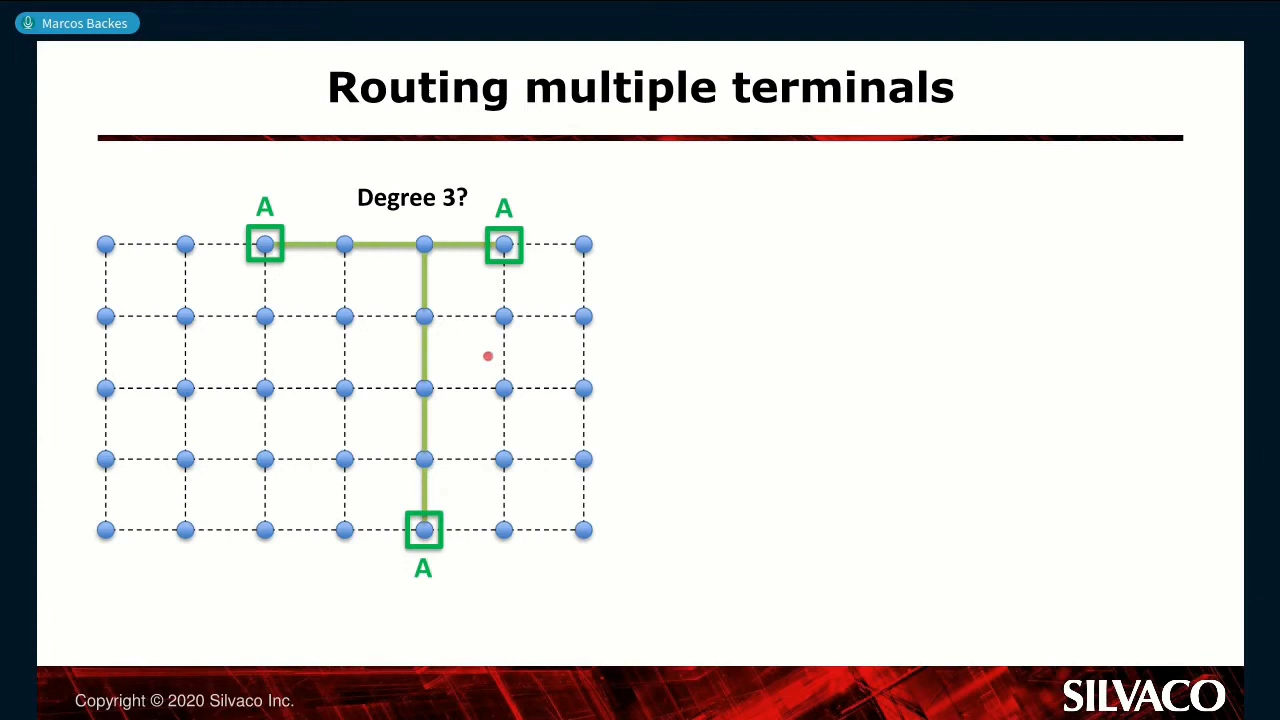 Marcos Backes
Routing multiple terminals
Degree 3?
A
A
A
Copyright © 2020 Silvaco Inc.
SILVACO